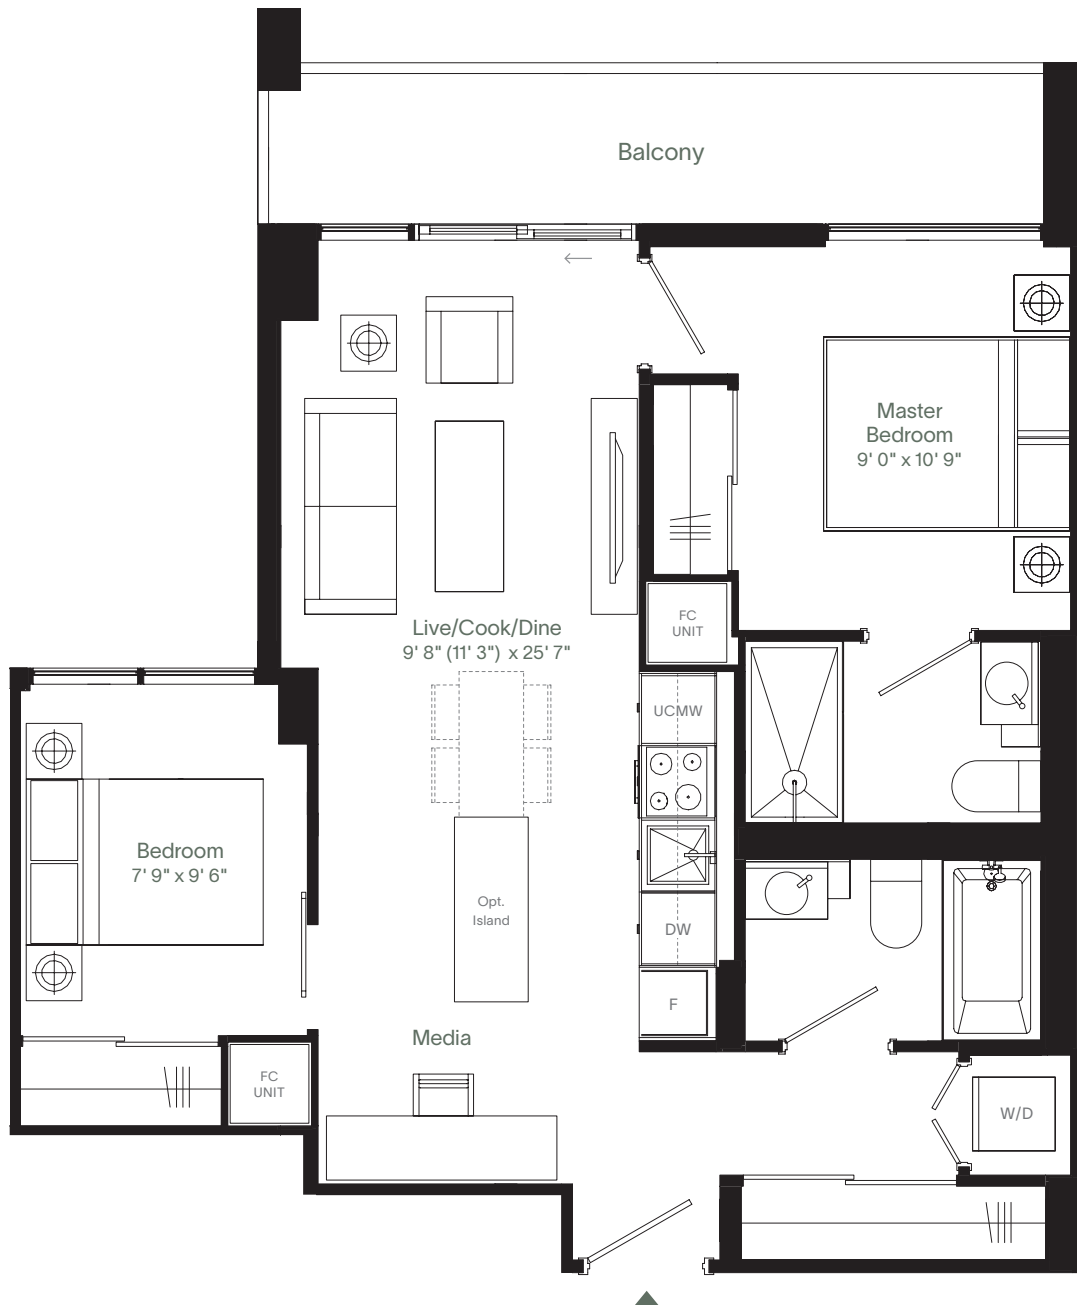 Balcony
Master
Bedroom
9' 0" x 10' 9"
FC
UNIT
Live/Cook/Dine
9' 8" (11' 3") x 25' 7"
UCMW
Bedroom
7' 9" x 9' 6"
Opt.
Island
DW
F
Media
FC
UNIT
W/D